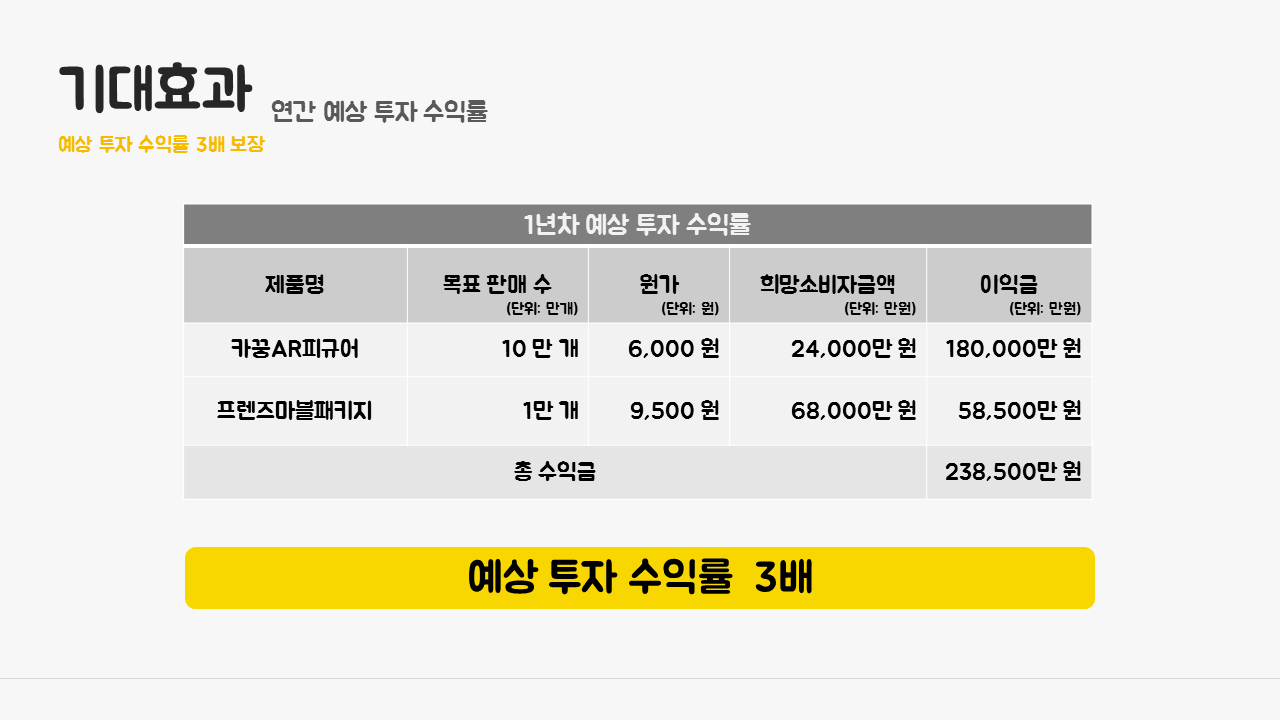 기대효과 연간 예상 투자 수익률
예상 투자 수익률 3배 보장
1년차 예상 투자 수익률
제품명 목표 판매 수 원가 희망소비자금액 이익금
(단위: 만개) (단위: 원) (단위: 만원) (단위: 만원)
카꿍AR피규어 10 만 개 6,000 원 24,000만 원 180,000만 원
프렌즈마블패키지 1만 개 9,500 원 68,000만 원 58,500만 원
총 수익금 238,500만 원
예상 투자 수익률 3배